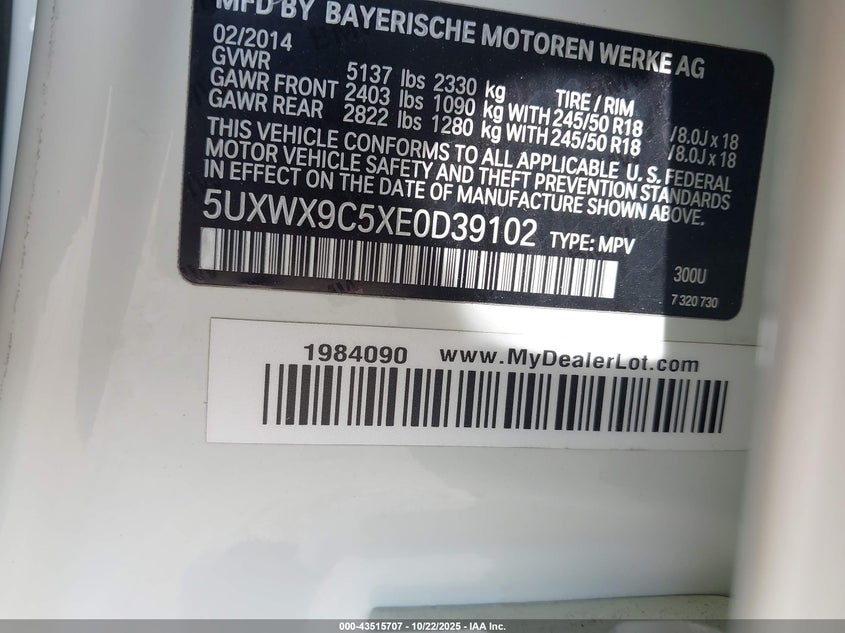 MFD BY BAYERISCHE MOTOREN WERKE AG
02/2014
GVWR 5137 lbs 2330 kg TIRE / RIM
GAWR FRONT 2403 lbs 1090 kg WITH 245/50 R18 / 8.0J x 18
GAWR REAR 2822 lbs 1280 kg WITH 245/50 R18 / 8.0J x 18
THIS VEHICLE CONFORMS TO ALL APPLICABLE U.S. FEDERAL
MOTOR VEHICLE SAFETY AND THEFT PREVENTION STANDARDS
IN EFFECT ON THE DATE OF MANUFACTURE SHOWN ABOVE.
5UXWX9C5XE0D39102 TYPE: MPV
300U
7 320 730
1984090 www.MyDealerLot.com
000-43515707 - 10/22/2025 - IAA Inc.